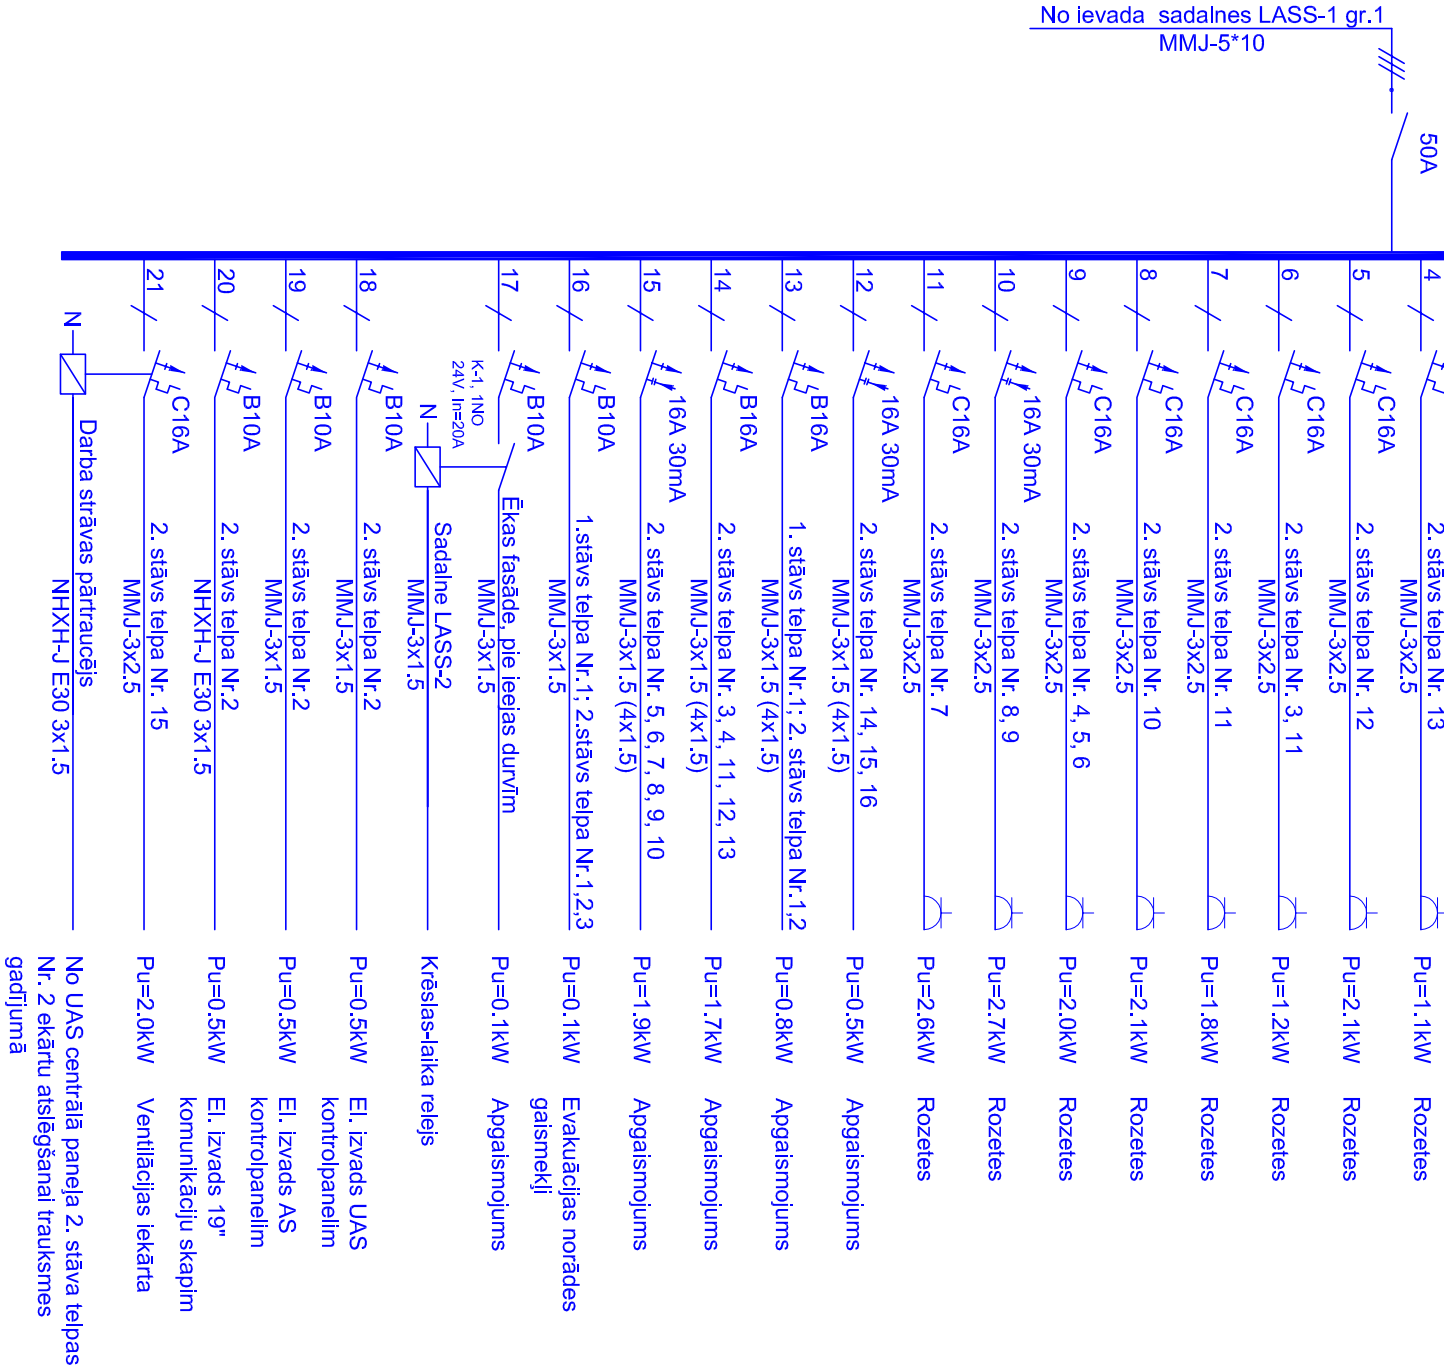 No ievada sadalnes LASS-1 gr.1
MMJ-5*10
50A
4
2. stāvs telpa Nr. 13
MMJ-3x2.5
Pu=1.1kW
Rozetes
5
C16A
2. stāvs telpa Nr. 12
MMJ-3x2.5
Pu=2.1kW
Rozetes
6
C16A
2. stāvs telpa Nr. 3, 11
MMJ-3x2.5
Pu=1.2kW
Rozetes
7
C16A
2. stāvs telpa Nr. 11
MMJ-3x2.5
Pu=1.8kW
Rozetes
8
C16A
2. stāvs telpa Nr. 10
MMJ-3x2.5
Pu=2.1kW
Rozetes
9
C16A
2. stāvs telpa Nr. 4, 5, 6
MMJ-3x2.5
Pu=2.0kW
Rozetes
10
16A 30mA
2. stāvs telpa Nr. 8, 9
MMJ-3x2.5
Pu=2.7kW
Rozetes
11
C16A
2. stāvs telpa Nr. 7
MMJ-3x2.5
Pu=2.6kW
Rozetes
12
16A 30mA
2. stāvs telpa Nr. 14, 15, 16
MMJ-3x1.5 (4x1.5)
Pu=0.5kW
Apgaismojums
13
B16A
1. stāvs telpa Nr.1; 2. stāvs telpa Nr.1,2
MMJ-3x1.5 (4x1.5)
Pu=0.8kW
Apgaismojums
14
B16A
2. stāvs telpa Nr. 3, 4, 11, 12, 13
MMJ-3x1.5 (4x1.5)
Pu=1.7kW
Apgaismojums
15
16A 30mA
2. stāvs telpa Nr. 5, 6, 7, 8, 9, 10
MMJ-3x1.5 (4x1.5)
Pu=1.9kW
Apgaismojums
16
B10A
1.stāvs telpa Nr.1; 2.stāvs telpa Nr.1,2,3
MMJ-3x1.5
Pu=0.1kW
Evakuācijas norādes
gaismekļi
17
B10A
K-1, 1NO
24V, In=20A
Ēkas fasāde, pie ieejas durvīm
MMJ-3x1.5
Pu=0.1kW
Apgaismojums
N
Sadalne LASS-2
MMJ-3x1.5
Krēslas-laika relejs
18
B10A
2. stāvs telpa Nr.2
MMJ-3x1.5
Pu=0.5kW
El. izvads UAS
kontrolpanelim
19
B10A
2. stāvs telpa Nr.2
MMJ-3x1.5
Pu=0.5kW
El. izvads AS
kontrolpanelim
20
B10A
2. stāvs telpa Nr.2
NHXH-J E30 3x1.5
Pu=0.5kW
El. izvads 19"
komunikāciju skapim
21
C16A
2. stāvs telpa Nr. 15
MMJ-3x2.5
Pu=2.0kW
Ventilācijas iekārta
N
Darba strāvas pārtraucējs
NHXH-J E30 3x1.5
No UAS centrālā paneļa 2. stāva telpas
Nr. 2 ekārtu atslēgšanai trauksmes
gadījumā